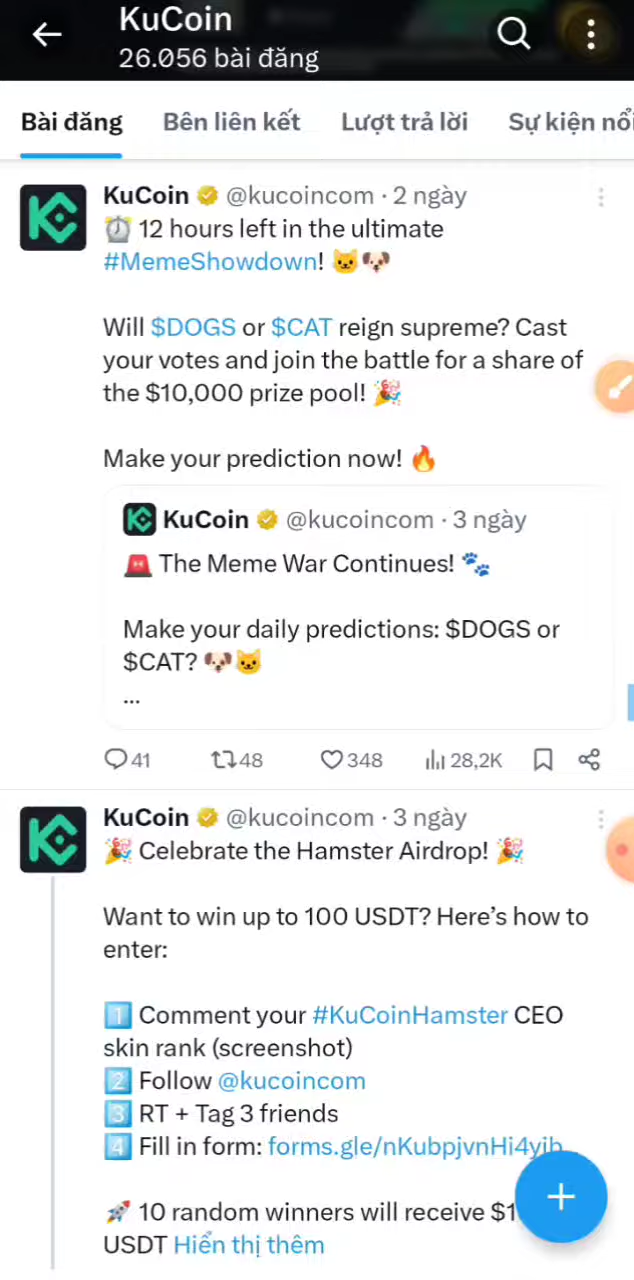 KuCoin
26.056 bài đăng
Bài đăng Bên liên kết Lượt trả lời Sự kiện nổi
KuCoin @kucoincom · 2 ngày
⏰ 12 hours left in the ultimate
#MemeShowdown! 🐱🐶
Will $DOGS or $CAT reign supreme? Cast
your votes and join the battle for a share of
the $10,000 prize pool! 🎉
Make your prediction now! 🔥
KuCoin @kucoincom · 3 ngày
🚨 The Meme War Continues! 🐾
Make your daily predictions: $DOGS or
$CAT? 🐶🐱
...
41 48 348 28,2K
KuCoin @kucoincom · 3 ngày
🎉 Celebrate the Hamster Airdrop! 🎉
Want to win up to 100 USDT? Here’s how to
enter:
1️⃣ Comment your #KuCoinHamster CEO
skin rank (screenshot)
2️⃣ Follow @kucoincom
3️⃣ RT + Tag 3 friends
4️⃣ Fill in form: forms.gle/nKubpjvnHi4yib
🚀 10 random winners will receive $1
USDT Hiển thị thêm